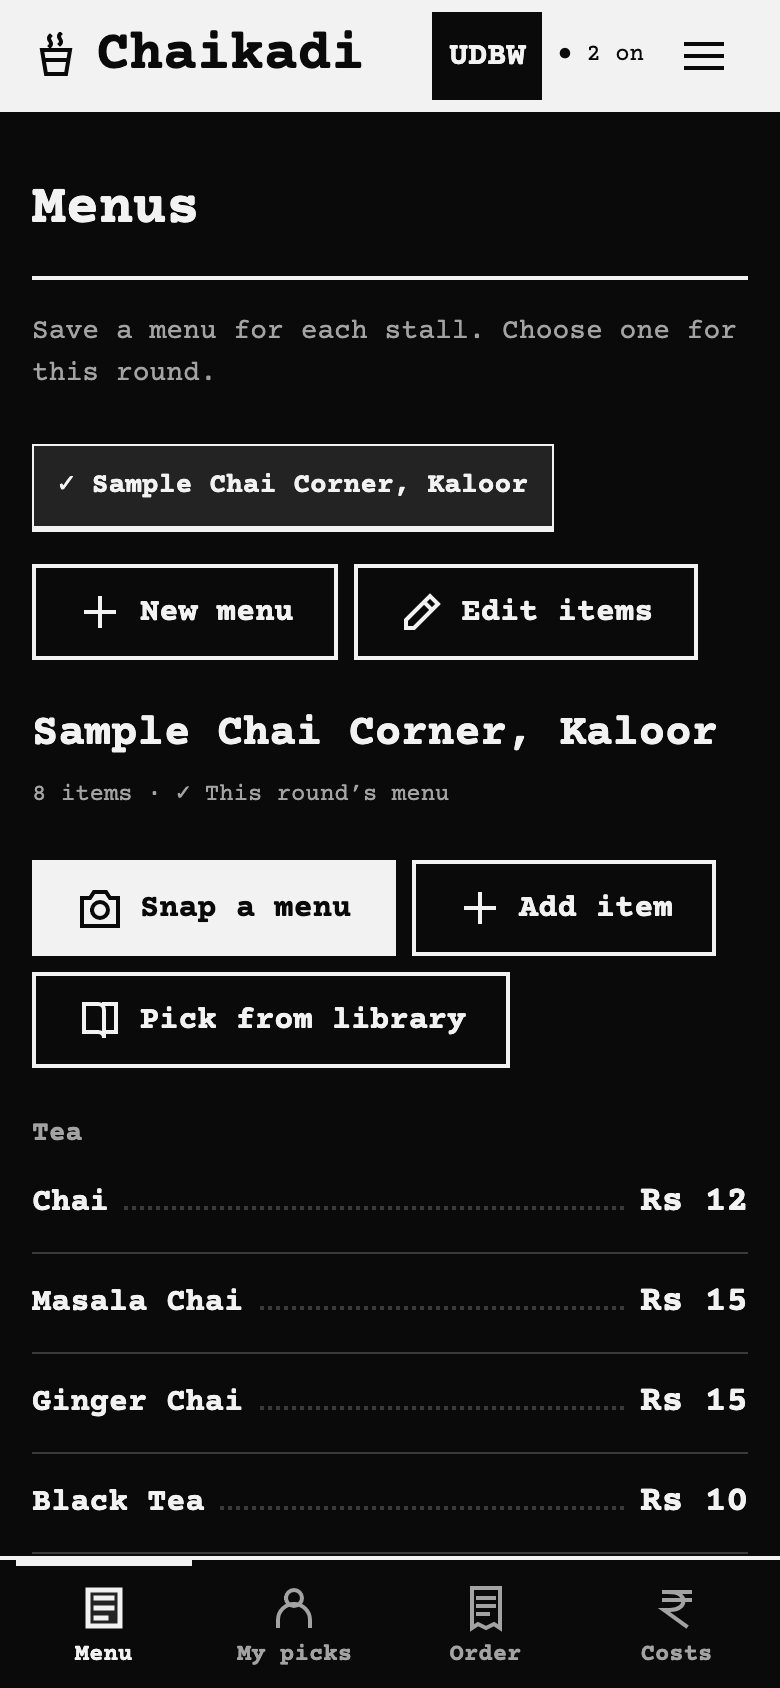 Chaikadi UDBW • 2 on
Menus
Save a menu for each stall. Choose one for
this round.
✓ Sample Chai Corner, Kaloor
New menu Edit items
Sample Chai Corner, Kaloor
8 items · ✓ This round’s menu
Snap a menu Add item
Pick from library
Tea
Chai Rs 12
Masala Chai Rs 15
Ginger Chai Rs 15
Black Tea Rs 10
Menu My picks Order Costs